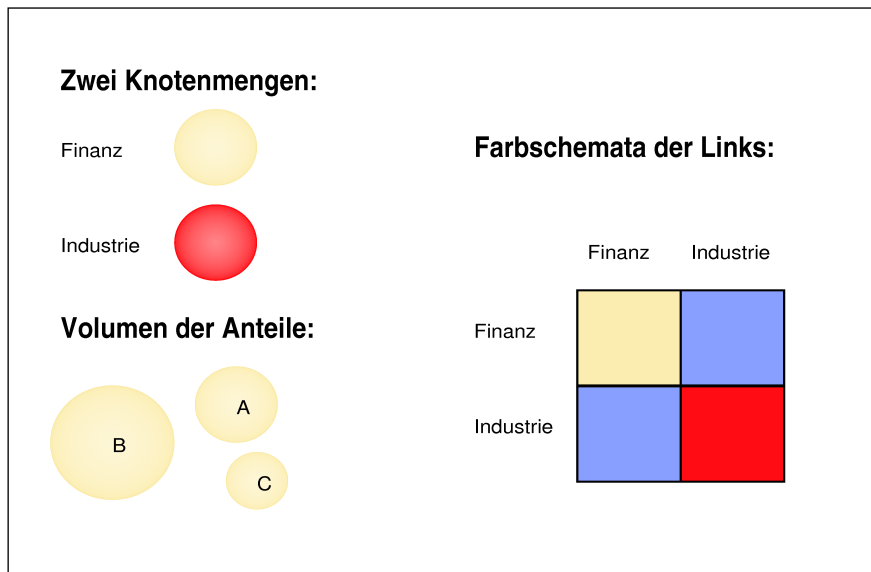 Zwei Knotenmengen:
Finanz
Industrie
Volumen der Anteile:
A
B
C
Farbschemata der Links:
Finanz Industrie
Finanz
Industrie